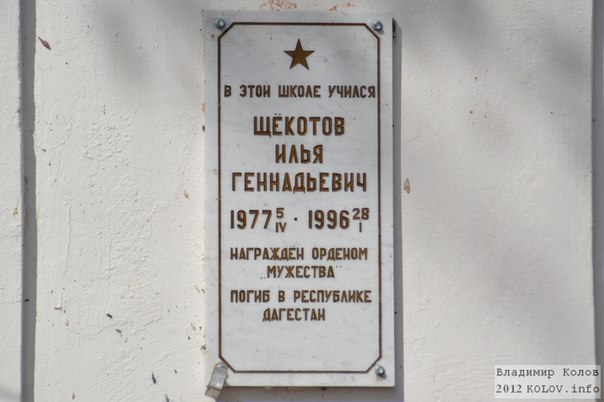 В ЭТОЙ ШКОЛЕ УЧИЛСЯ
ЩЁКОТОВ
ИЛЬЯ
ГЕННАДЬЕВИЧ
1977 5/IV · 1996 28/I
НАГРАЖДЕН ОРДЕНОМ
„МУЖЕСТВА"
ПОГИБ В РЕСПУБЛИКЕ
ДАГЕСТАН
Владимир Колов
2012 KOLOV.info